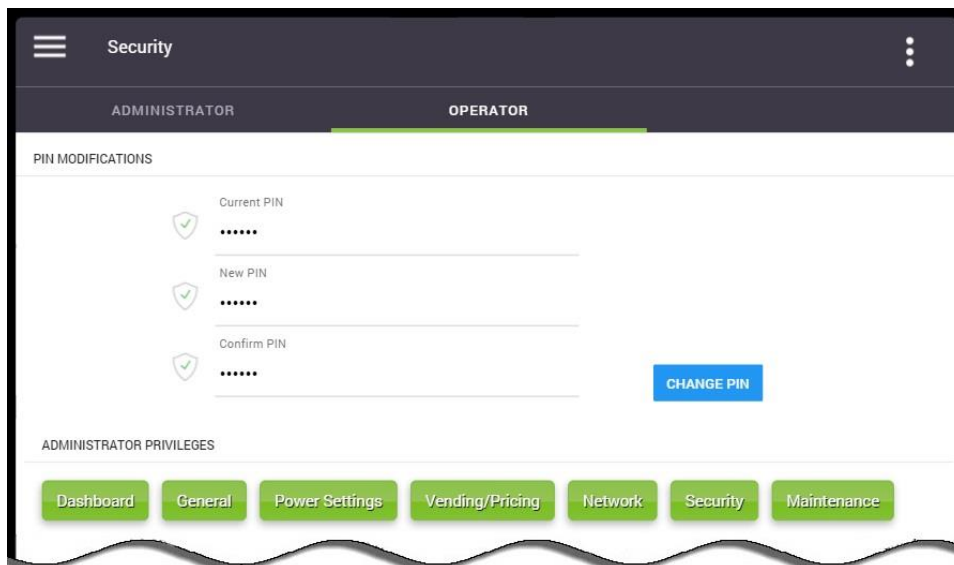 Security
ADMINISTRATOR OPERATOR
PIN MODIFICATIONS
Current PIN
••••••
New PIN
••••••
Confirm PIN
••••••
CHANGE PIN
ADMINISTRATOR PRIVILEGES
Dashboard General Power Settings Vending/Pricing Network Security Maintenance